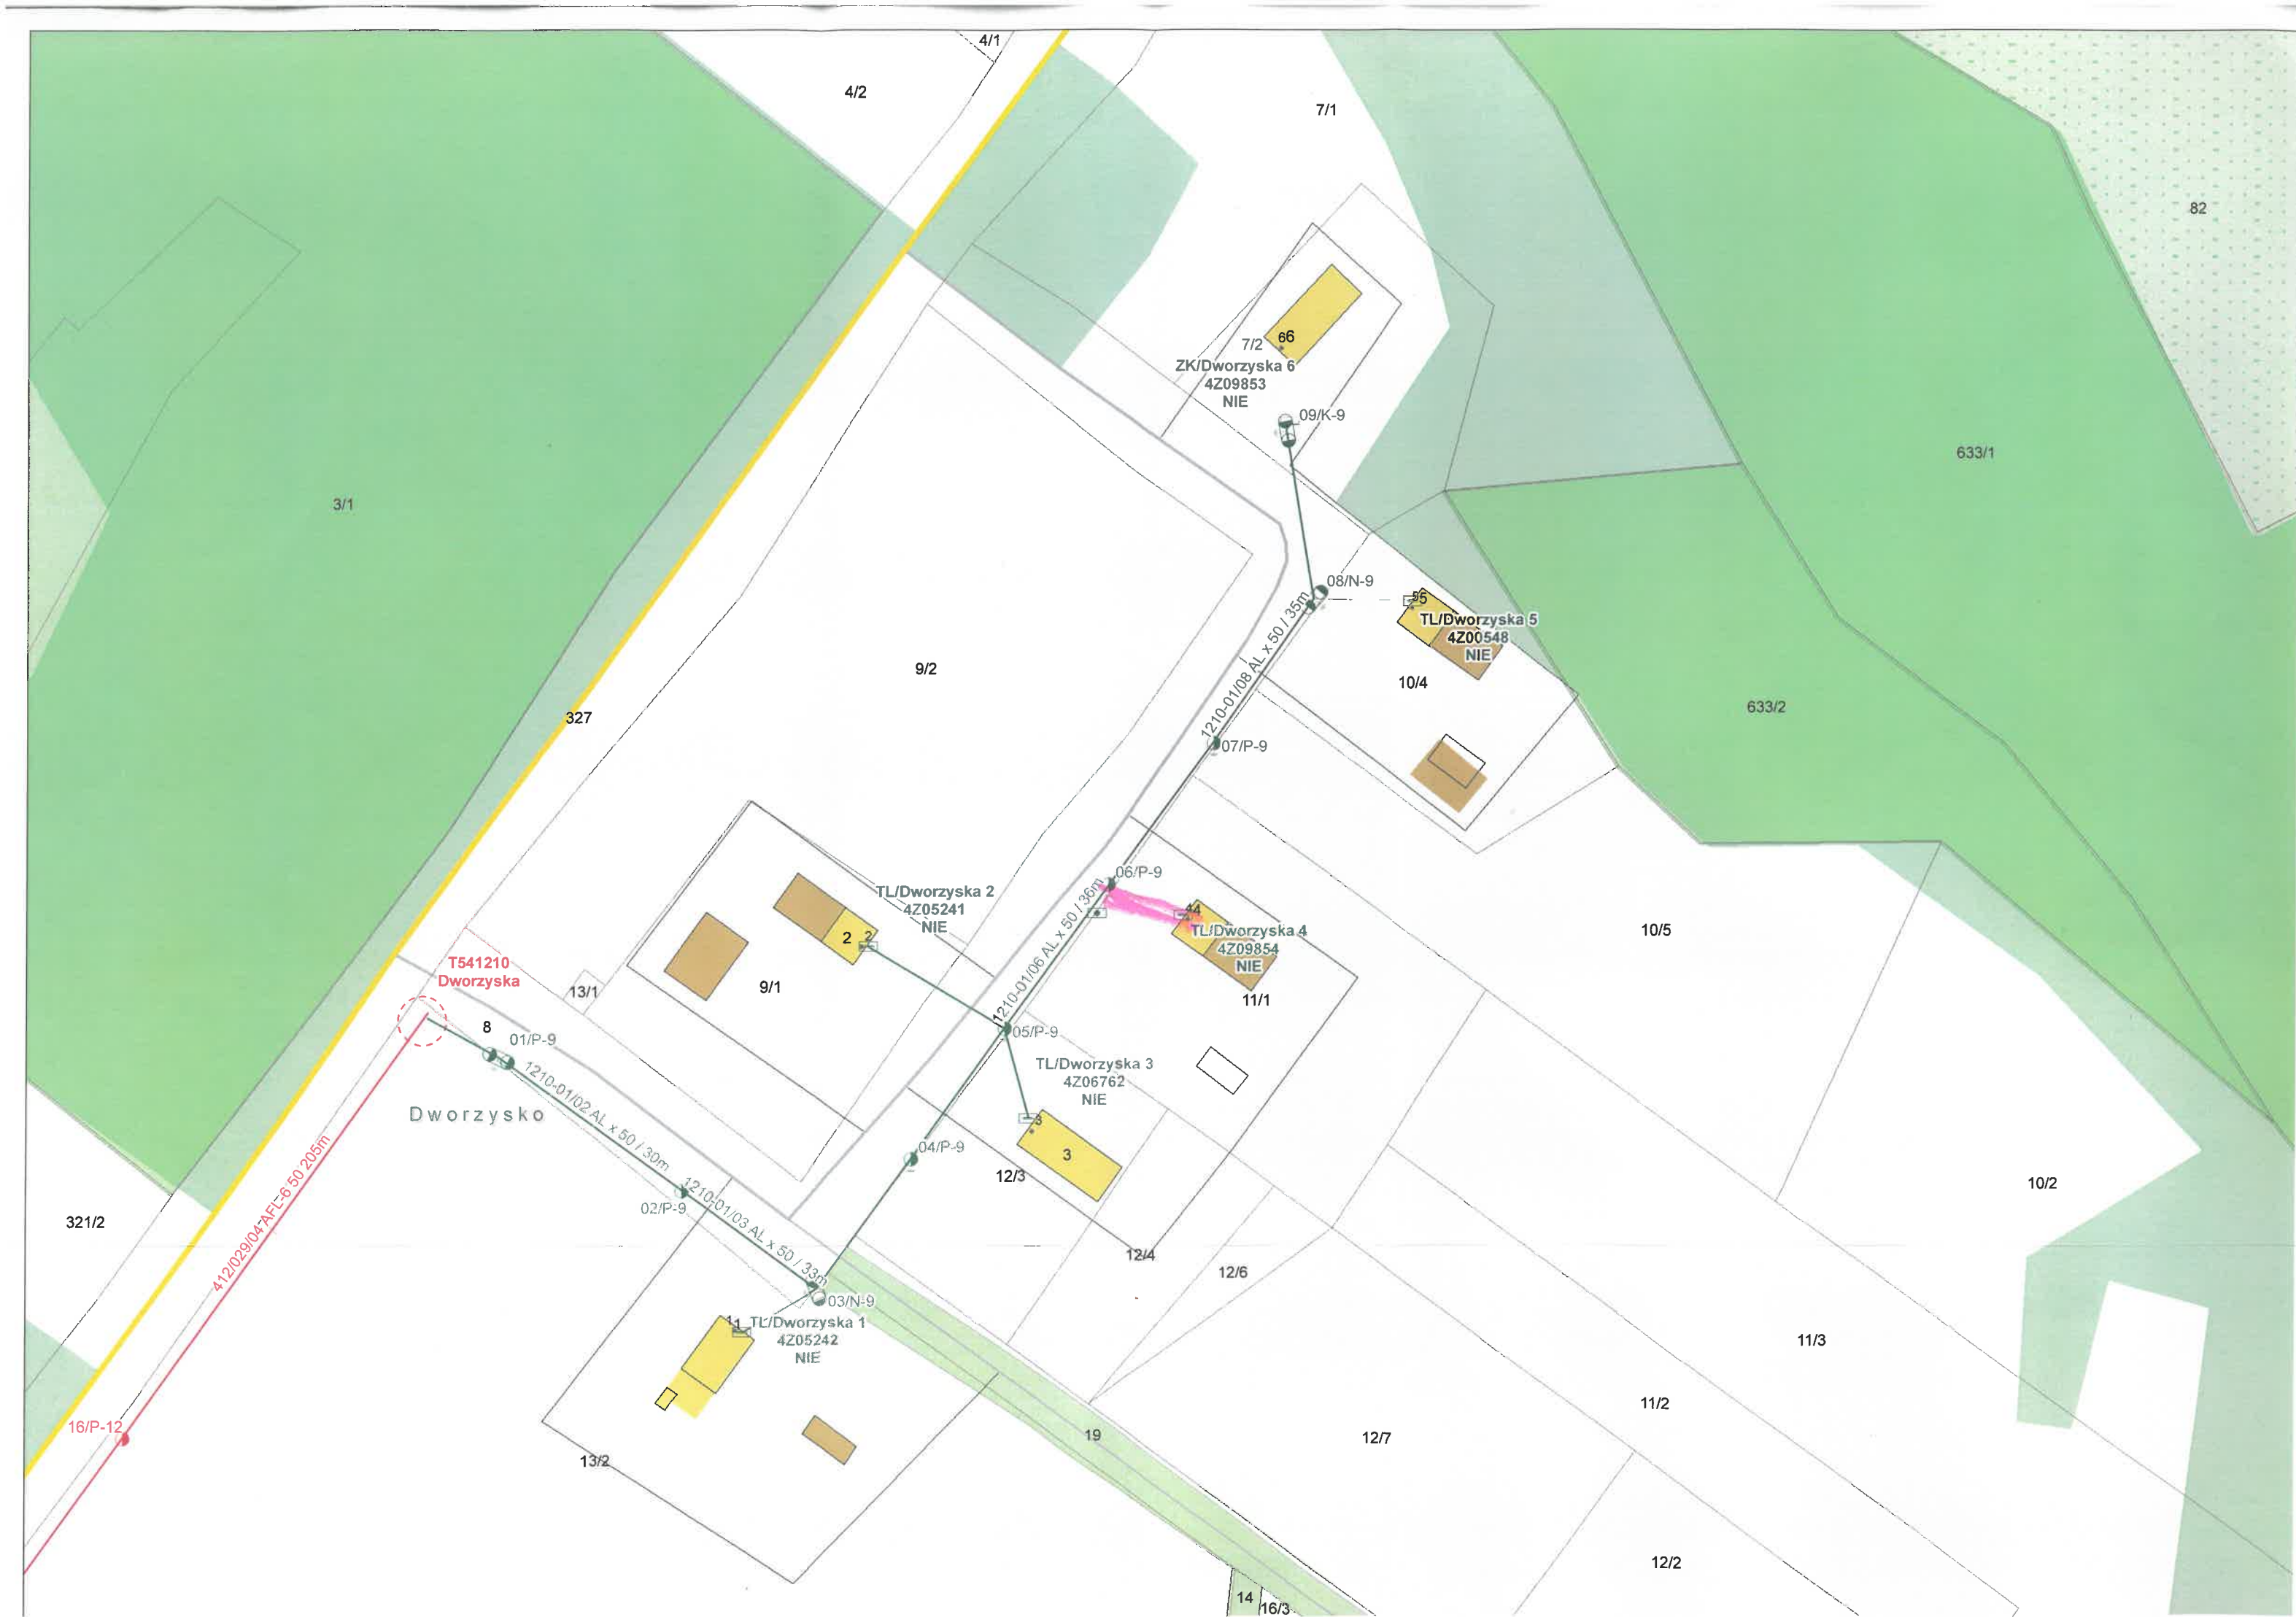 4/1
4/2
7/1
82
66
7/2
ZK/Dworzyska 6
4Z09853
NIE
09/K-9
633/1
3/1
08/N-9
55
TL/Dworzyska 5
4Z00548
NIE
1210-01/08 AL x 50 / 35m
9/2
10/4
633/2
327
07/P-9
06/P-9
TL/Dworzyska 2
4Z05241
NIE
44
TL/Dworzyska 4
4Z09854
NIE
2
2
10/5
1210-01/06 AL x 50 / 36m
T541210
Dworzyska
13/1
9/1
11/1
8
01/P-9
05/P-9
TL/Dworzyska 3
4Z06762
NIE
1210-01/02 AL x 50 / 30m
Dworzysko
3
04/P-9
3
12/3
10/2
412/029/04 AFL-6 50 205m
321/2
02/P-9
1210-01/03 AL x 50 / 33m
12/4
12/6
03/N-9
11
TL/Dworzyska 1
4Z05242
NIE
11/3
11/2
16/P-12
19
12/7
13/2
12/2
14
16/3